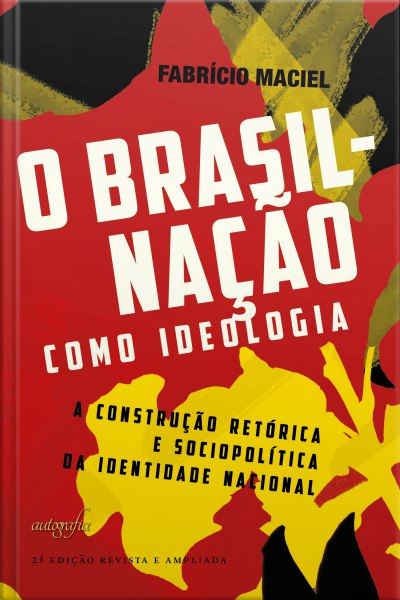 FABRÍCIO MACIEL
O BRASIL-
NAÇÃO
COMO IDEOLOGIA
A CONSTRUÇÃO RETÓRICA
E SOCIOPOLÍTICA
DA IDENTIDADE NACIONAL
autografia
2ª EDIÇÃO REVISTA E AMPLIADA